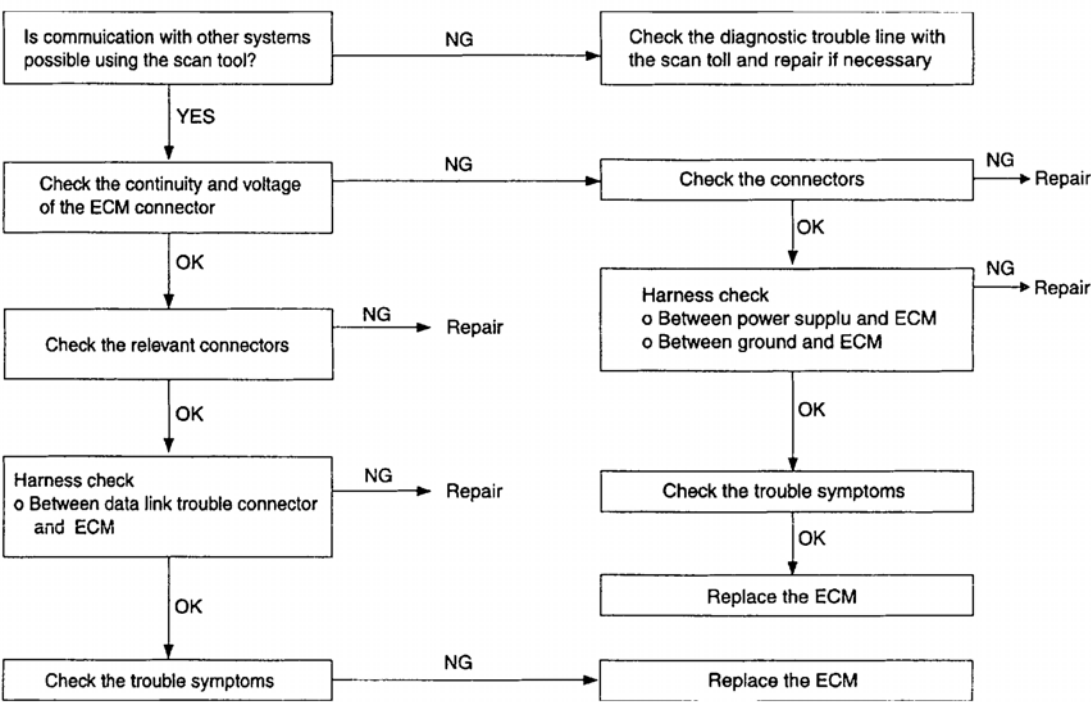 Is commuication with other systems
possible using the scan tool?
NG
Check the diagnostic trouble line with
the scan toll and repair if necessary
YES
Check the continuity and voltage
of the ECM connector
NG
Check the connectors
NG
Repair
OK
OK
Check the relevant connectors
NG
Repair
Harness check
o Between power supplu and ECM
o Between ground and ECM
NG
Repair
OK
OK
Harness check
o Between data link trouble connector
and ECM
NG
Repair
Check the trouble symptoms
OK
OK
Replace the ECM
Check the trouble symptoms
NG
Replace the ECM